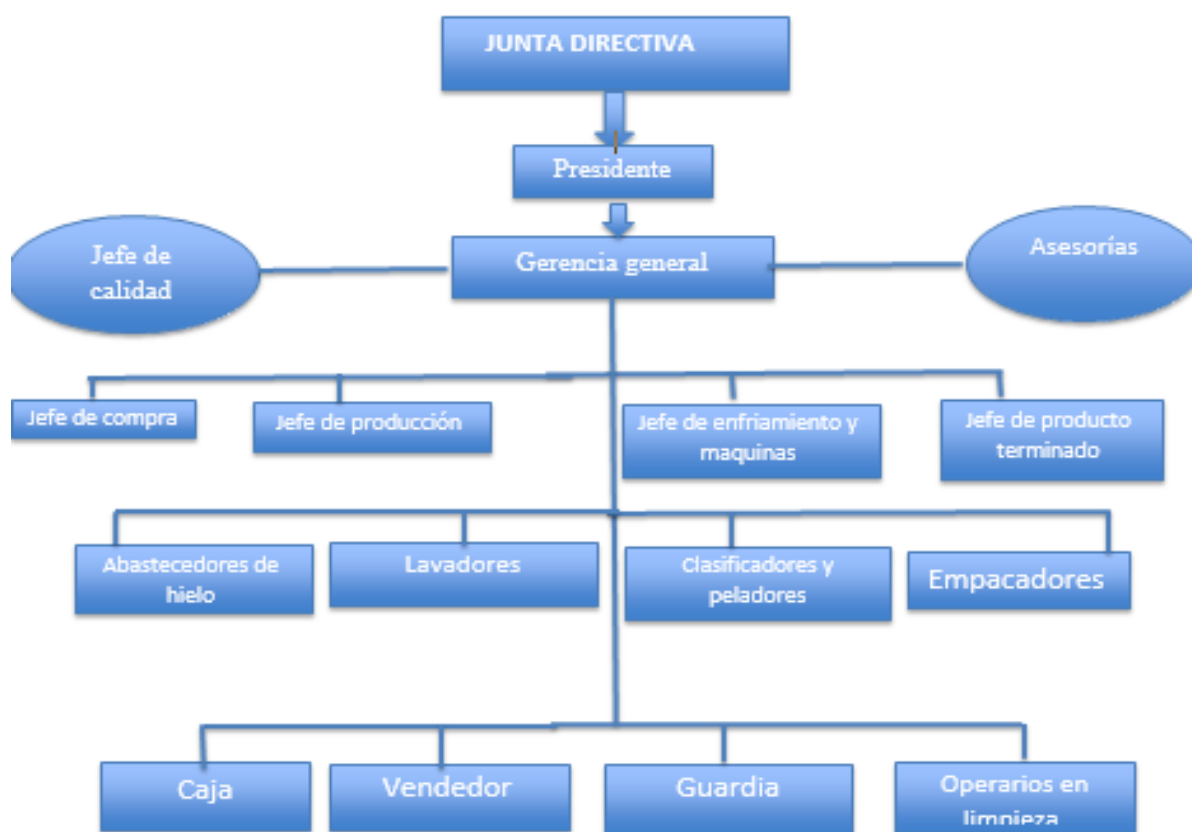 JUNTA DIRECTIVA
Presidente
Jefe de
calidad
Gerencia general
Asesorías
Jefe de compra
Jefe de producción
Jefe de enfriamiento y
maquinas
Jefe de producto
terminado
Abastecedores de
hielo
Lavadores
Clasificadores y
peladores
Empacadores
Caja
Vendedor
Guardia
Operarios en
limpieza